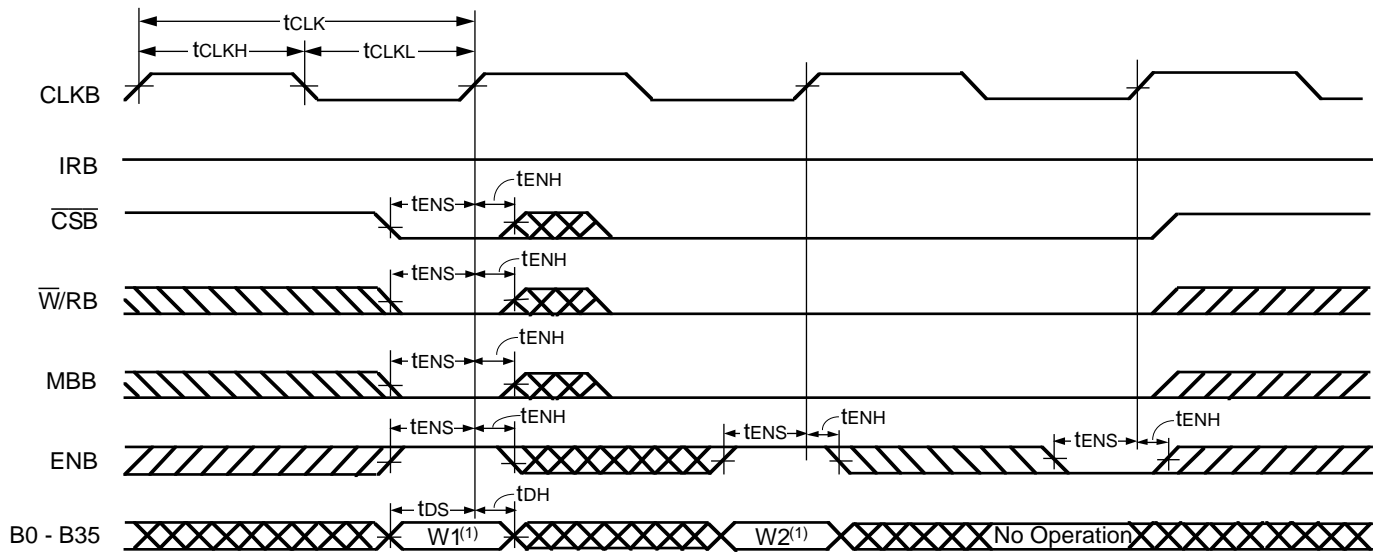 tCLK
tCLKH tCLKL
CLKB
IRB
tENS tENH
CSB
tENS tENH
W/RB
tENS tENH
MBB
tENS tENH tENS tENH tENS tENH
ENB
tDS tDH
B0 - B35 W1(1) W2(1) No Operation